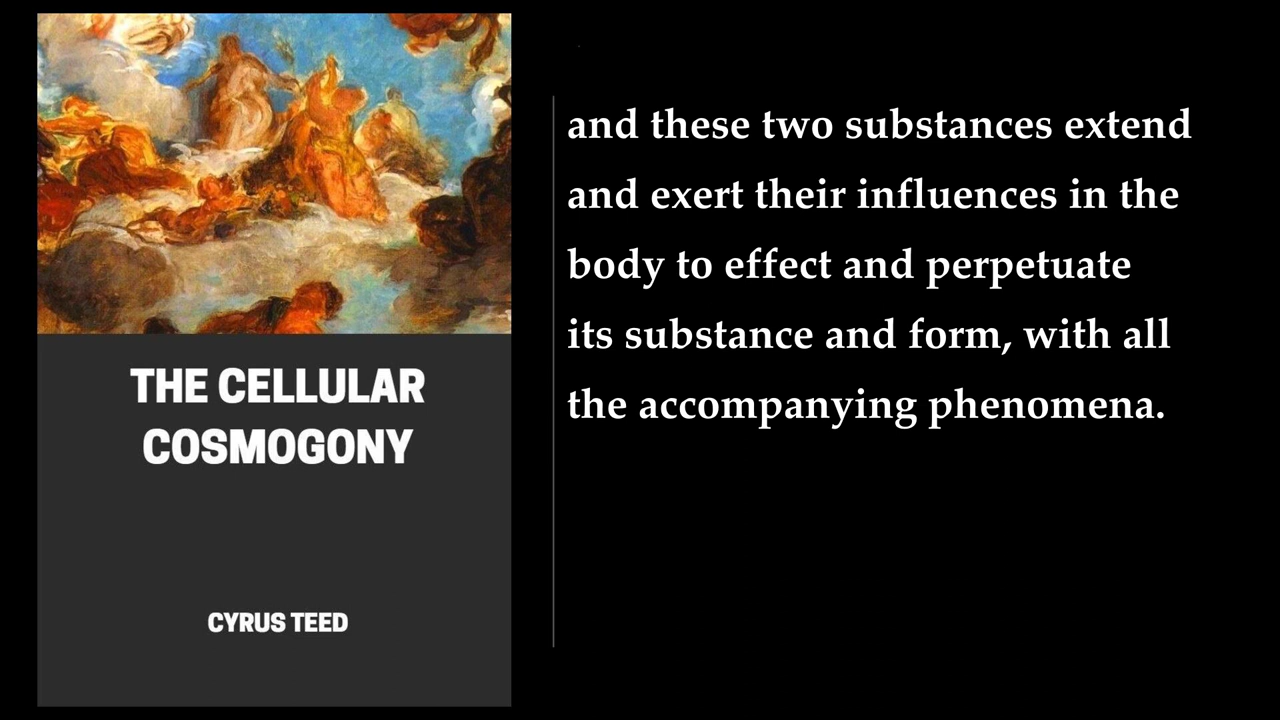 THE CELLULAR
COSMOGONY
CYRUS TEED
and these two substances extend
and exert their influences in the
body to effect and perpetuate
its substance and form, with all
the accompanying phenomena.